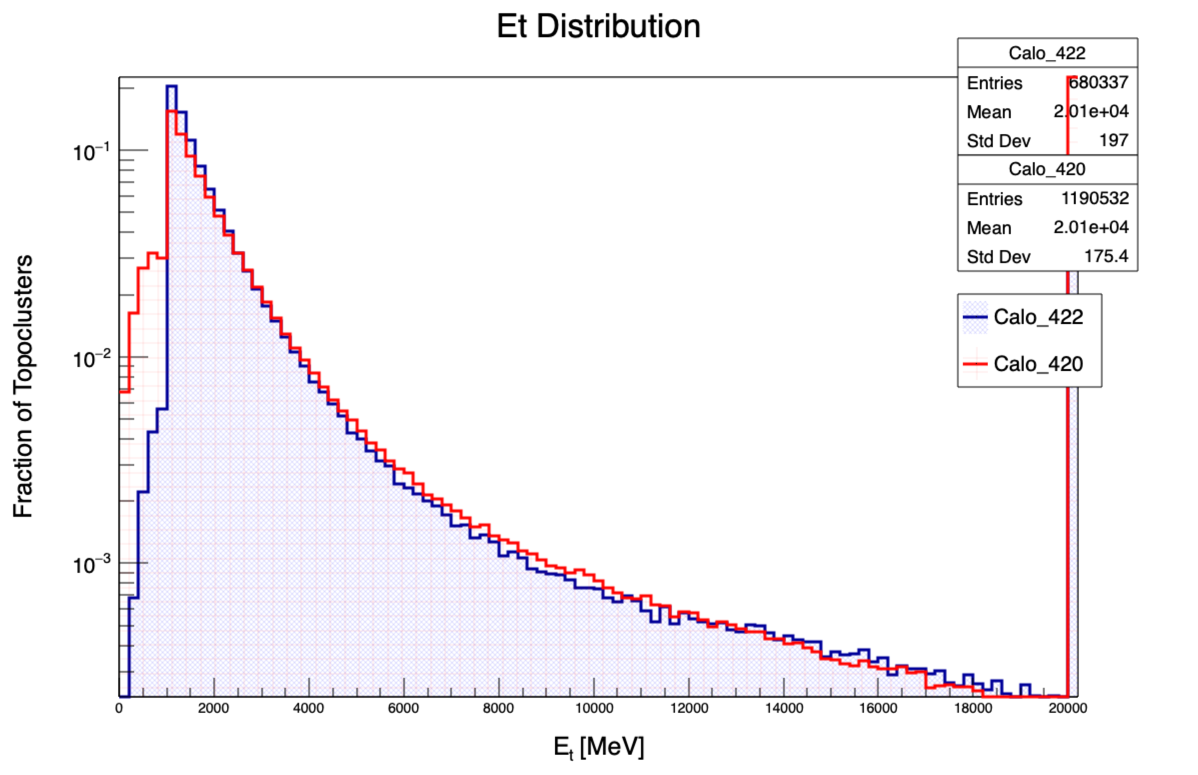 Et Distribution
Calo_422
Entries 680337
Mean 2.01e+04
Std Dev 197
Calo_420
Entries 1190532
Mean 2.01e+04
Std Dev 175.4
Calo_422
Calo_420
Fraction of Topoclusters
10⁻¹
10⁻²
10⁻³
0 2000 4000 6000 8000 10000 12000 14000 16000 18000 20000
Eₜ [MeV]